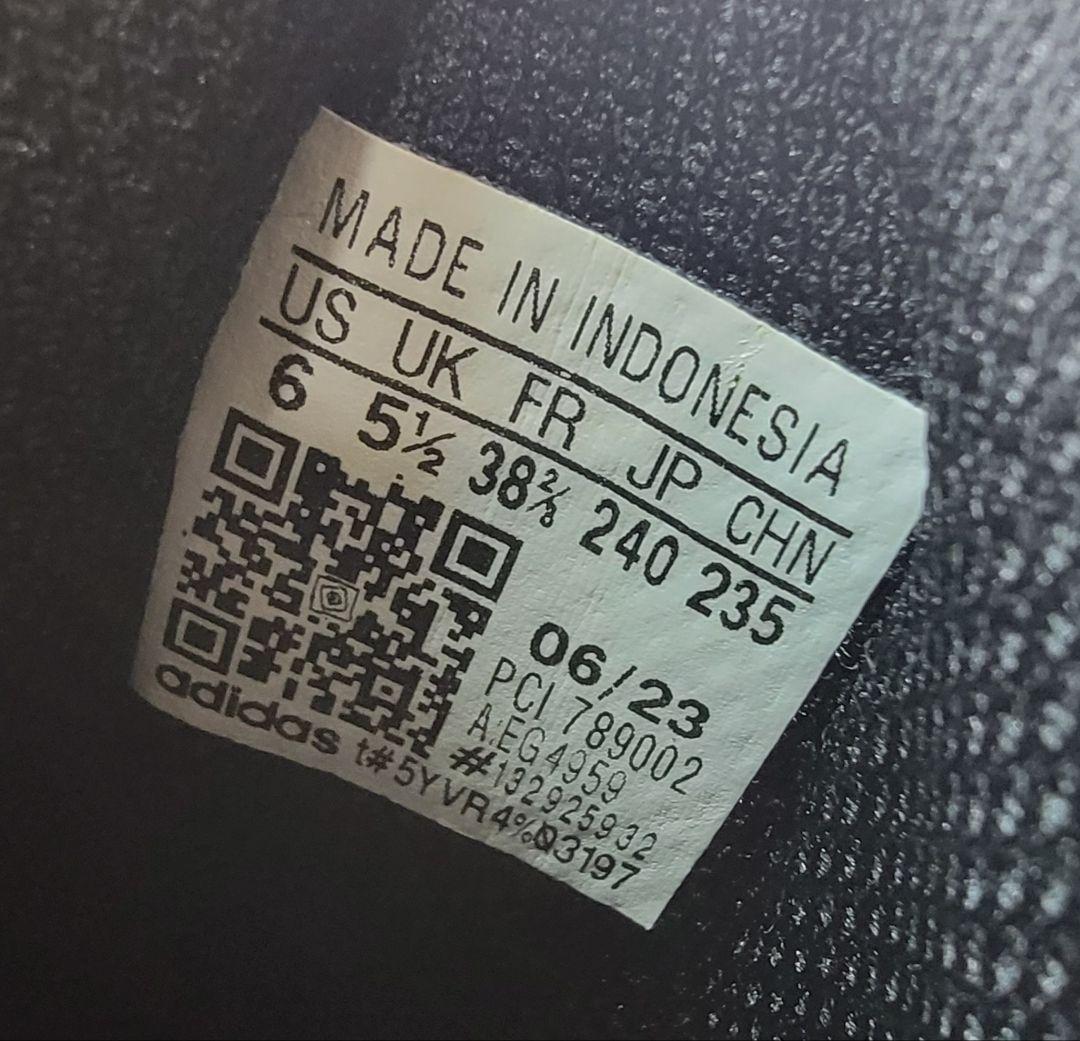 MADE IN INDONESIA
US UK FR JP CHN
6 5½ 38⅔ 240 235
06/23
PCI 789002
A:EG4959
#132925932
adidas t#5YVR4%03197